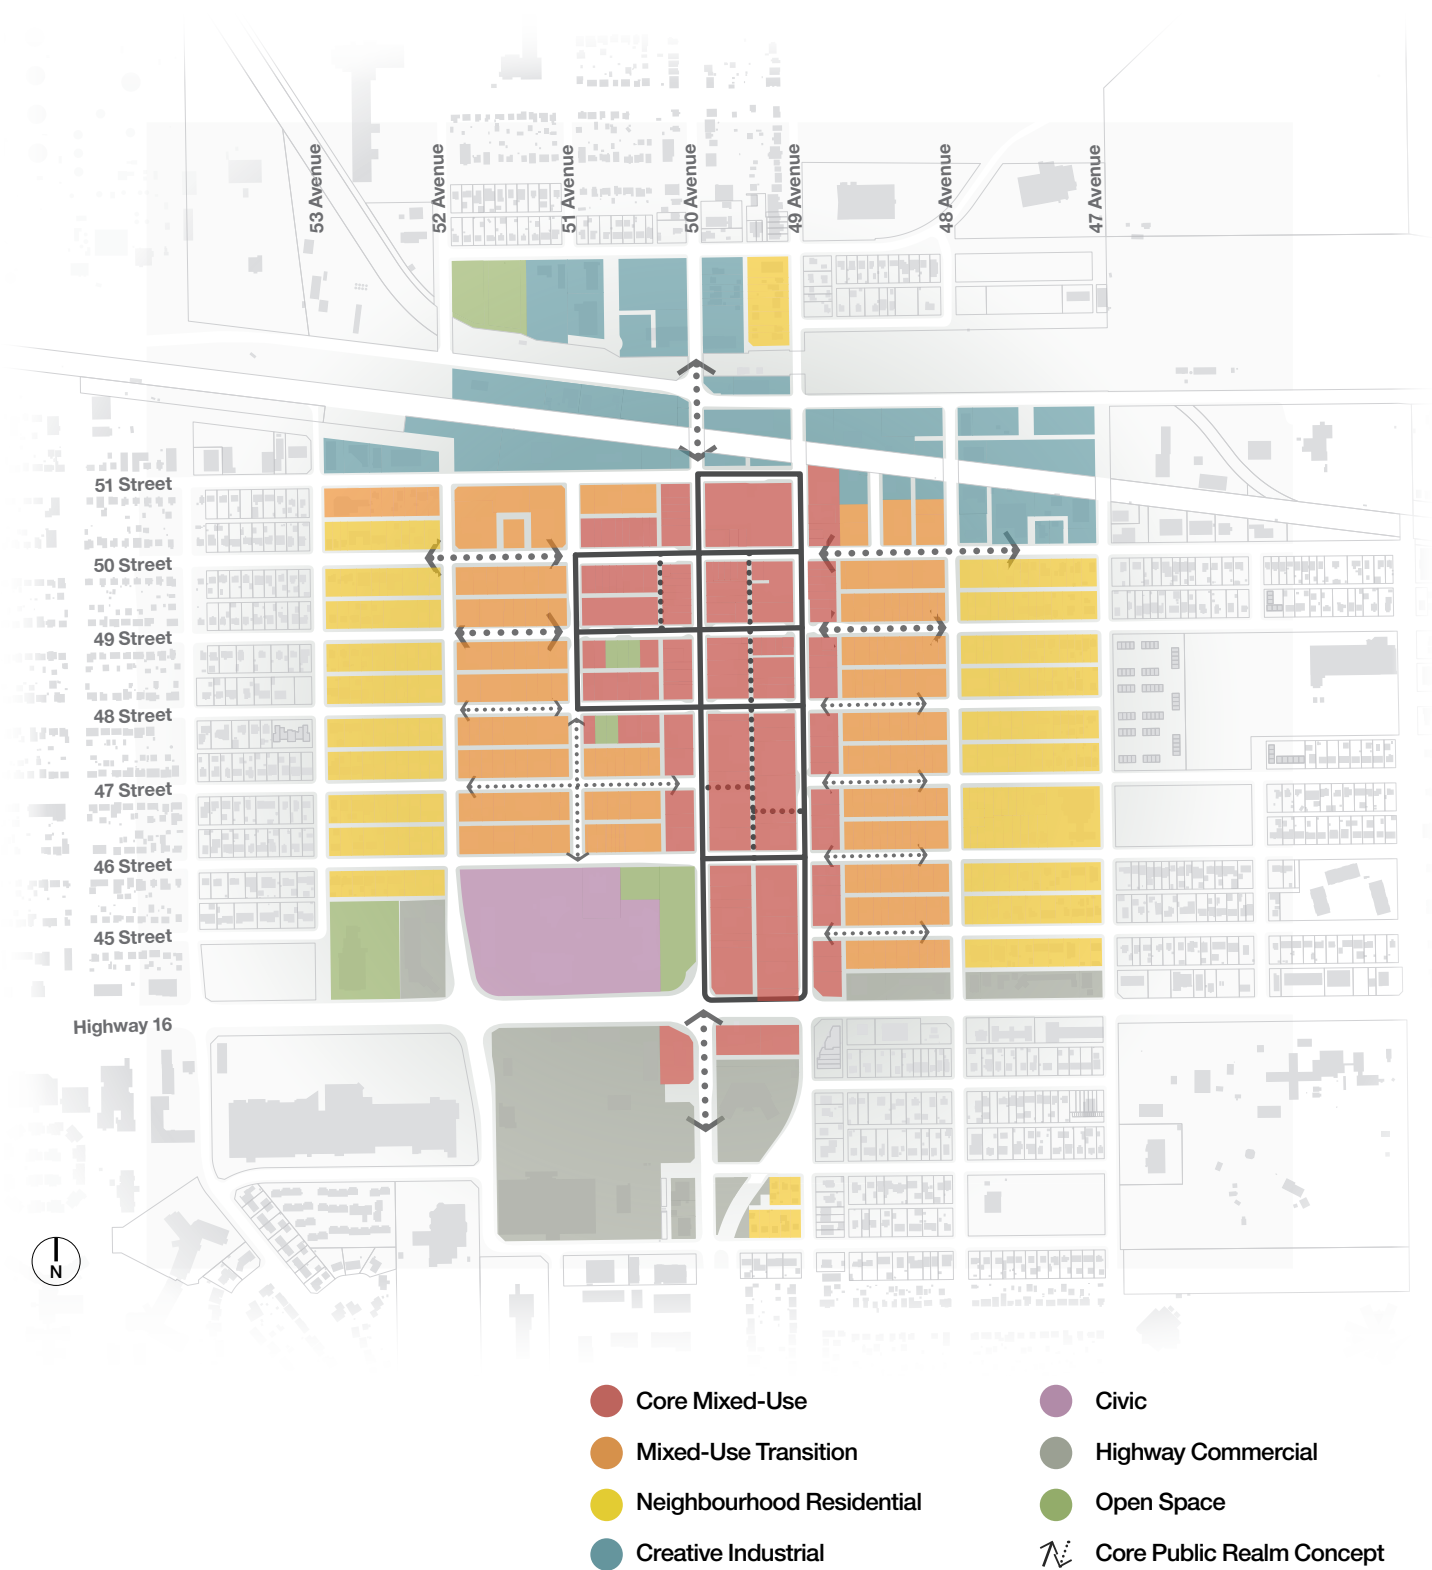 53 Avenue
52 Avenue
51 Avenue
50 Avenue
49 Avenue
48 Avenue
47 Avenue
51 Street
50 Street
49 Street
48 Street
47 Street
46 Street
45 Street
Highway 16
N
Core Mixed-Use
Mixed-Use Transition
Neighbourhood Residential
Creative Industrial
Civic
Highway Commercial
Open Space
Core Public Realm Concept